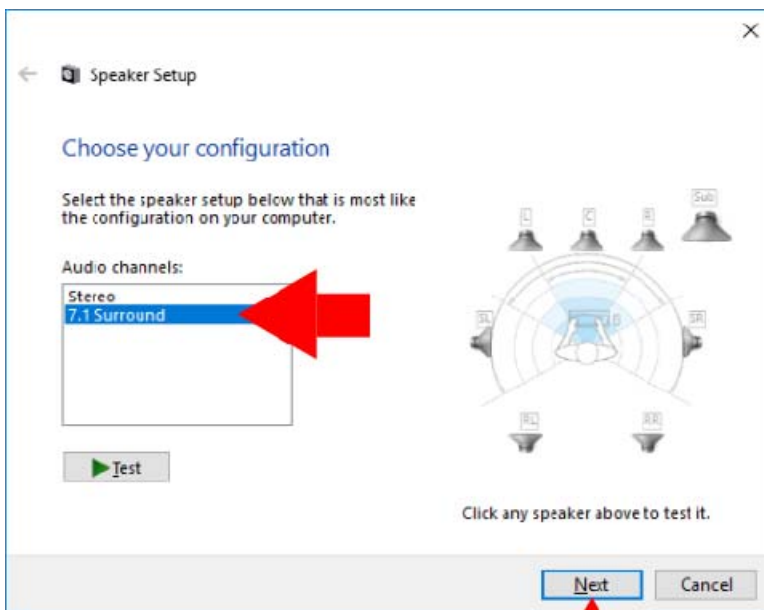 Speaker Setup
Choose your configuration
Select the speaker setup below that is most like
the configuration on your computer.
Audio channels:
Stereo
7.1 Surround
Test
L
C
R
Sub
SL
SR
RL
RR
Click any speaker above to test it.
Next
Cancel